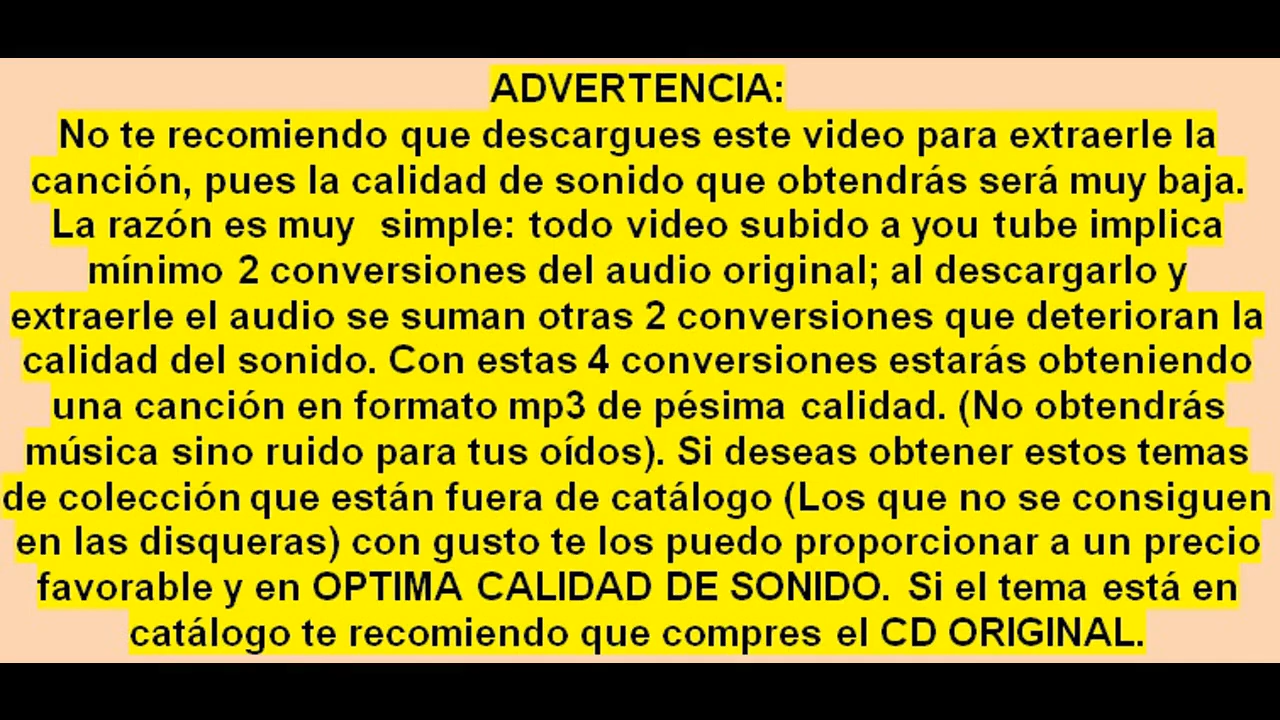 ADVERTENCIA:
No te recomiendo que descargues este video para extraerle la
canción, pues la calidad de sonido que obtendrás será muy baja.
La razón es muy  simple: todo video subido a you tube implica
mínimo 2 conversiones del audio original; al descargarlo y
extraerle el audio se suman otras 2 conversiones que deterioran la
calidad del sonido. Con estas 4 conversiones estarás obteniendo
una canción en formato mp3 de pésima calidad. (No obtendrás
música sino ruido para tus oídos). Si deseas obtener estos temas
de colección que están fuera de catálogo (Los que no se consiguen
en las disqueras) con gusto te los puedo proporcionar a un precio
favorable y en OPTIMA CALIDAD DE SONIDO.  Si el tema está en
catálogo te recomiendo que compres el CD ORIGINAL.